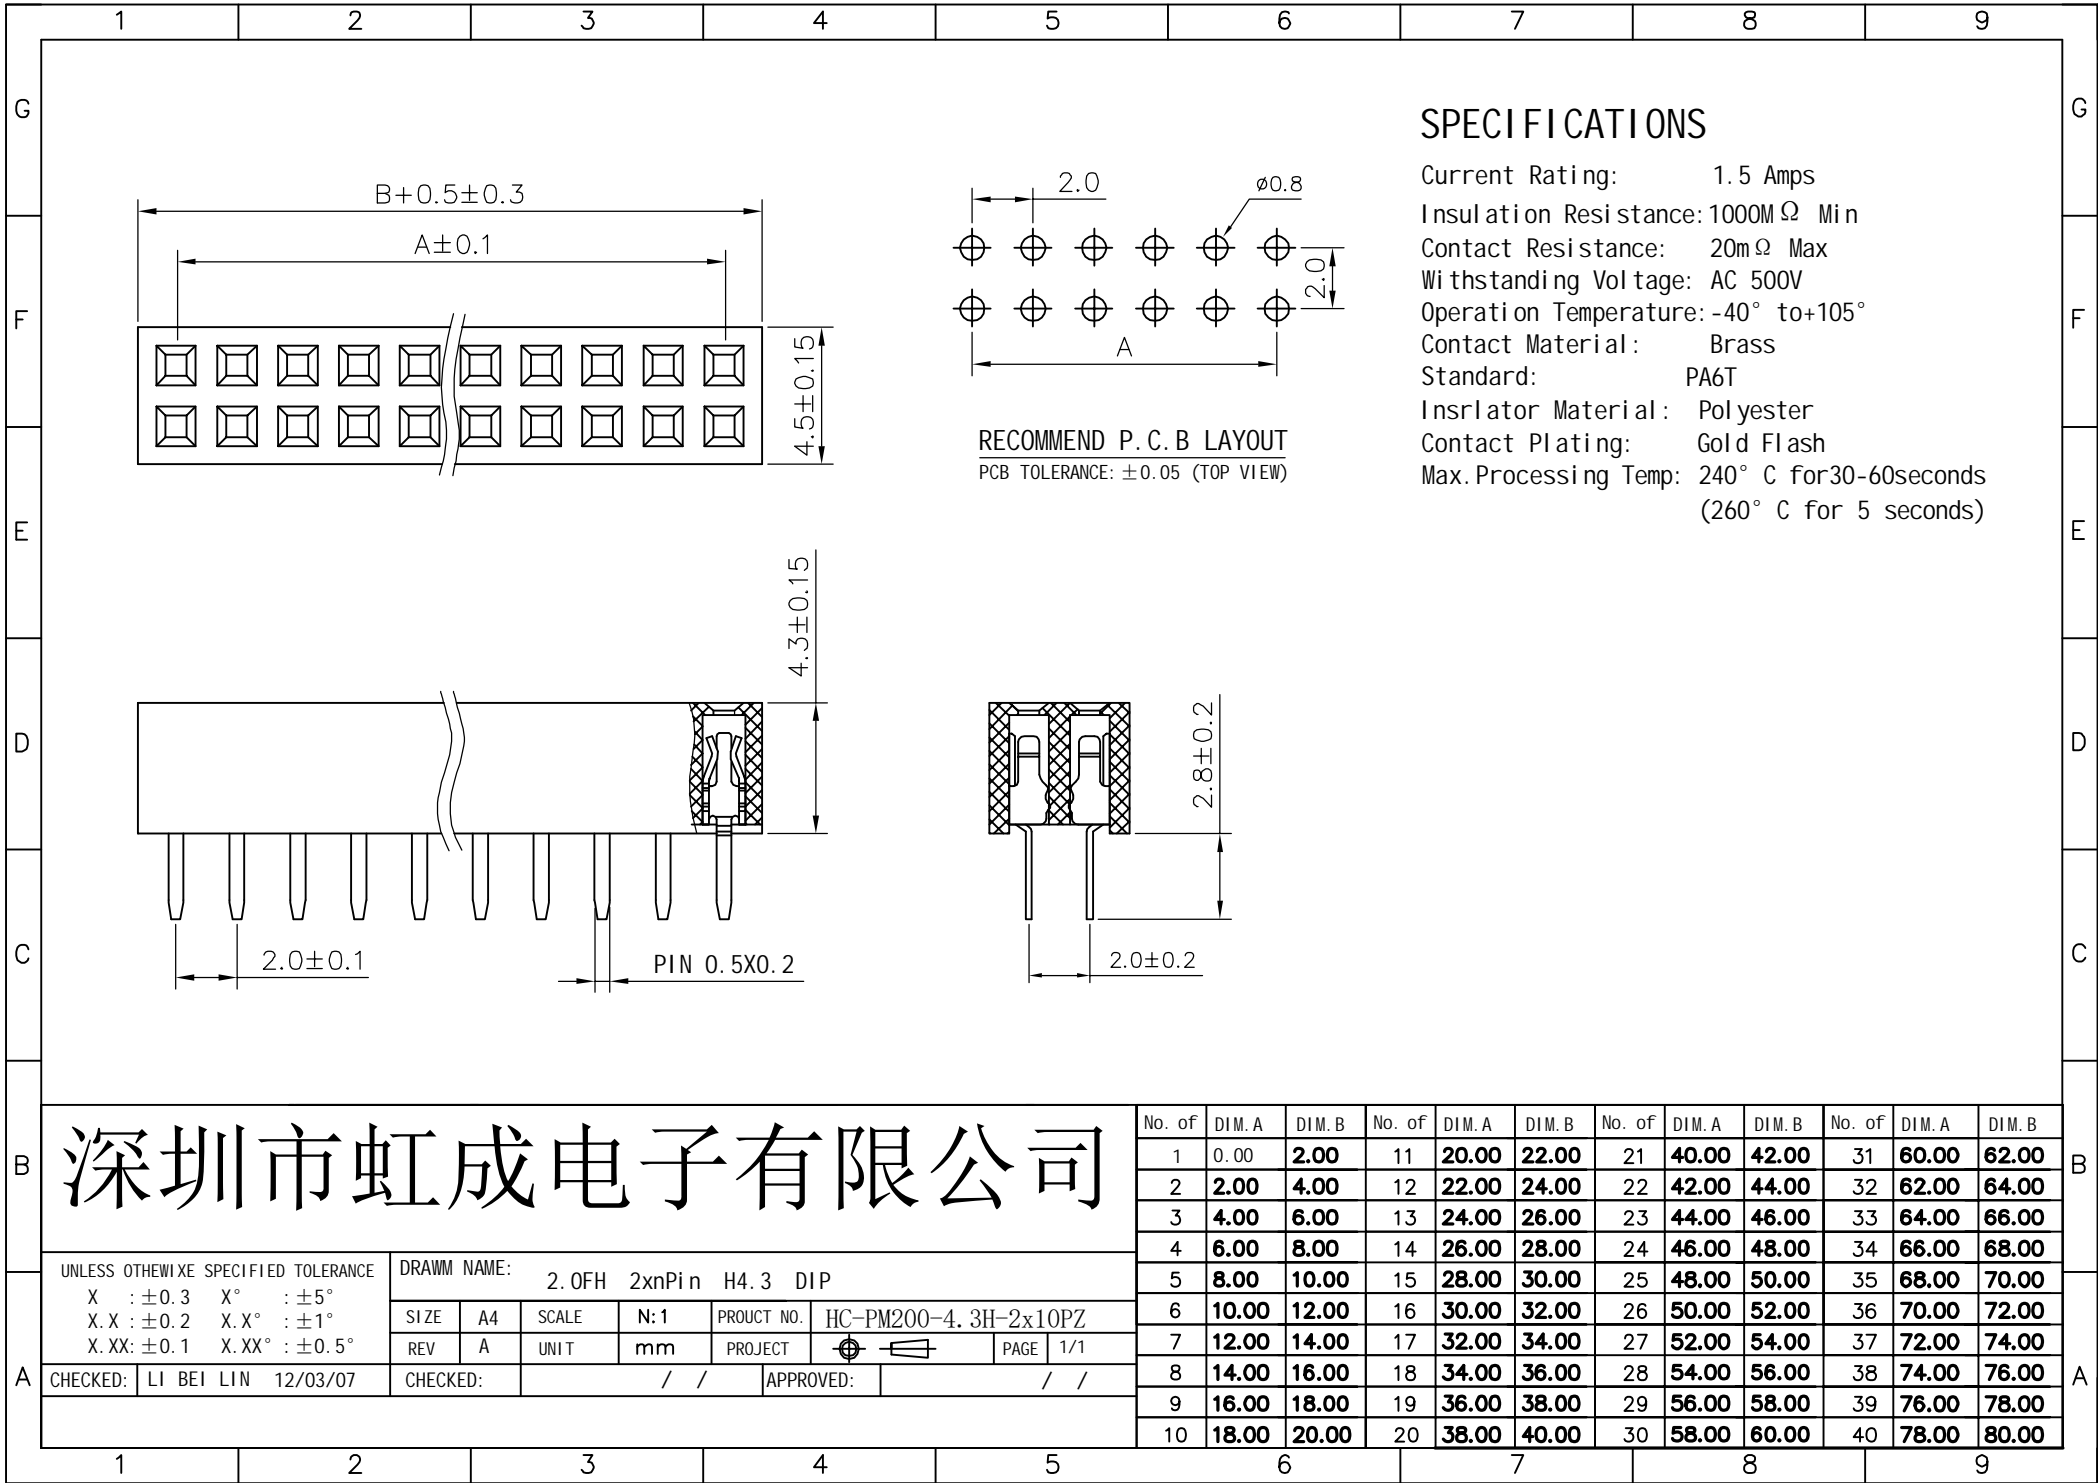 1 2 3 4 5 6 7 8 9
G G
F F
E E
D D
C C
B B
A A
B+0.5±0.3
A±0.1
4.5±0.15
2.0
ø0.8
2.0
A
RECOMMEND P.C.B LAYOUT
PCB TOLERANCE: ±0.05 (TOP VIEW)
SPECIFICATIONS
Current Rating: 1.5 Amps
Insulation Resistance: 1000MΩ Min
Contact Resistance: 20mΩ Max
Withstanding Voltage: AC 500V
Operation Temperature: -40° to+105°
Contact Material: Brass
Standard: PA6T
Insrlator Material: Polyester
Contact Plating: Gold Flash
Max.Processing Temp: 240° C for30-60seconds
(260° C for 5 seconds)
4.3±0.15
2.8±0.2
2.0±0.1
PIN 0.5X0.2
2.0±0.2
深圳市虹成电子有限公司
UNLESS OTHEWIXE SPECIFIED TOLERANCE
X :±0.3 X° :±5°
X.X :±0.2 X.X° :±1°
X.XX:±0.1 X.XX° :±0.5°
DRAWM NAME: 2.0FH 2xnPin H4.3 DIP
SIZE A4 SCALE N:1 PROUCT NO. HC-PM200-4.3H-2x10PZ
REV A UNIT mm PROJECT PAGE 1/1
CHECKED: LI BEI LIN 12/03/07 CHECKED: / / APPROVED: / /
No. of DIM.A DIM.B No. of DIM.A DIM.B No. of DIM.A DIM.B No. of DIM.A DIM.B
1 0.00 2.00 11 20.00 22.00 21 40.00 42.00 31 60.00 62.00
2 2.00 4.00 12 22.00 24.00 22 42.00 44.00 32 62.00 64.00
3 4.00 6.00 13 24.00 26.00 23 44.00 46.00 33 64.00 66.00
4 6.00 8.00 14 26.00 28.00 24 46.00 48.00 34 66.00 68.00
5 8.00 10.00 15 28.00 30.00 25 48.00 50.00 35 68.00 70.00
6 10.00 12.00 16 30.00 32.00 26 50.00 52.00 36 70.00 72.00
7 12.00 14.00 17 32.00 34.00 27 52.00 54.00 37 72.00 74.00
8 14.00 16.00 18 34.00 36.00 28 54.00 56.00 38 74.00 76.00
9 16.00 18.00 19 36.00 38.00 29 56.00 58.00 39 76.00 78.00
10 18.00 20.00 20 38.00 40.00 30 58.00 60.00 40 78.00 80.00
1 2 3 4 5 6 7 8 9